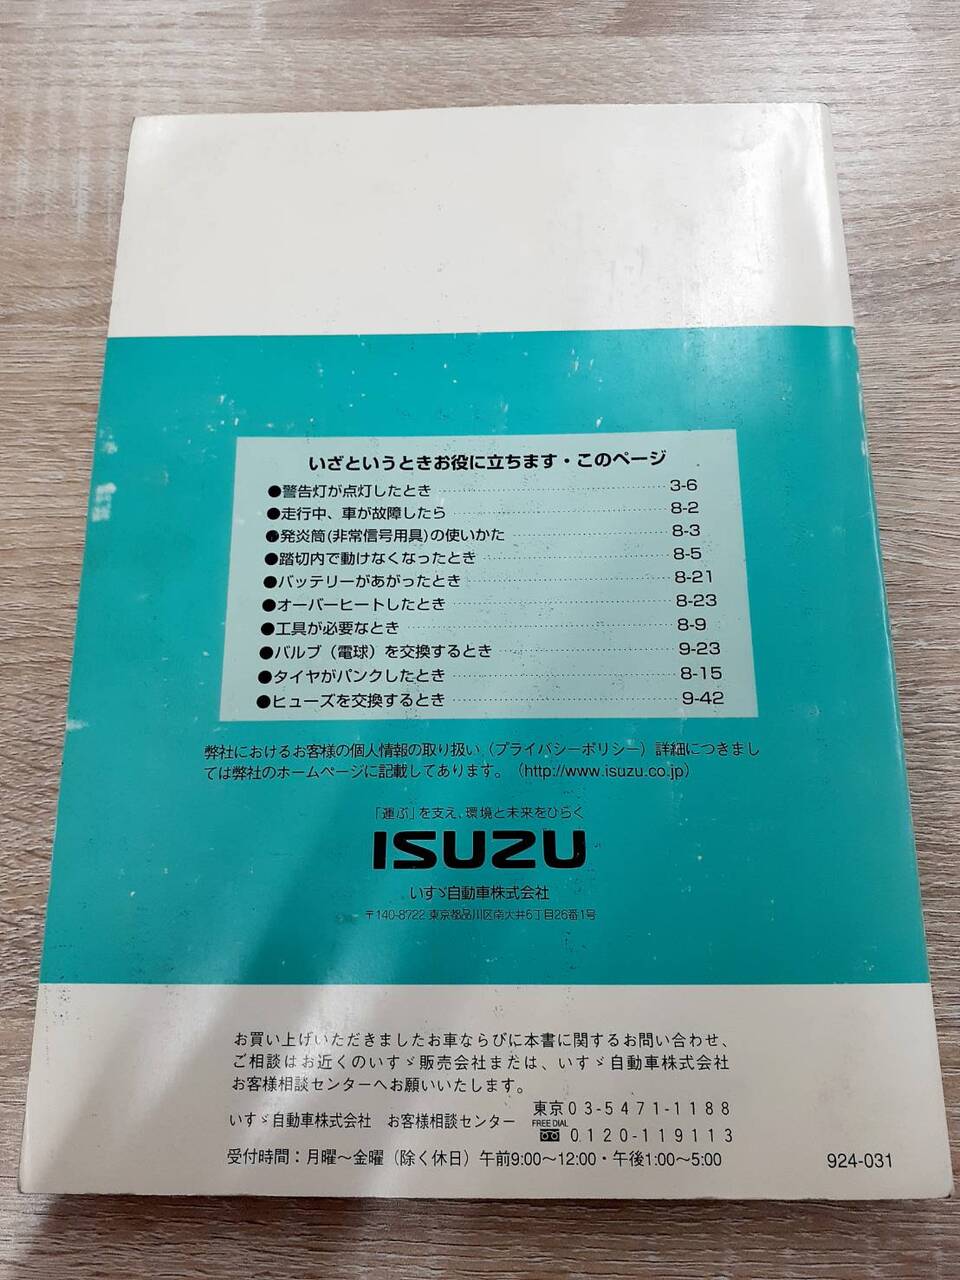 いざというときお役に立ちます・このページ
●警告灯が点灯したとき 3-6
●走行中、車が故障したら 8-2
●発炎筒(非常信号用具)の使いかた 8-3
●踏切内で動けなくなったとき 8-5
●バッテリーがあがったとき 8-21
●オーバーヒートしたとき 8-23
●工具が必要なとき 8-9
●バルブ（電球）を交換するとき 9-23
●タイヤがパンクしたとき 8-15
●ヒューズを交換するとき 9-42
弊社におけるお客様の個人情報の取り扱い（プライバシーポリシー）詳細につきまし
ては弊社のホームページに記載してあります。（http://www.isuzu.co.jp）
「運ぶ」を支え、環境と未来をひらく
ISUZU
いすゞ自動車株式会社
〒140-8722 東京都品川区南大井6丁目26番1号
お買い上げいただきましたお車ならびに本書に関するお問い合わせ、
ご相談はお近くのいすゞ販売会社または、いすゞ自動車株式会社
お客様相談センターへお願いいたします。
いすゞ自動車株式会社 お客様相談センター 東京03-5471-1188
FREE DIAL 0120-119113
受付時間：月曜～金曜（除く休日）午前9:00～12:00・午後1:00～5:00
924-031